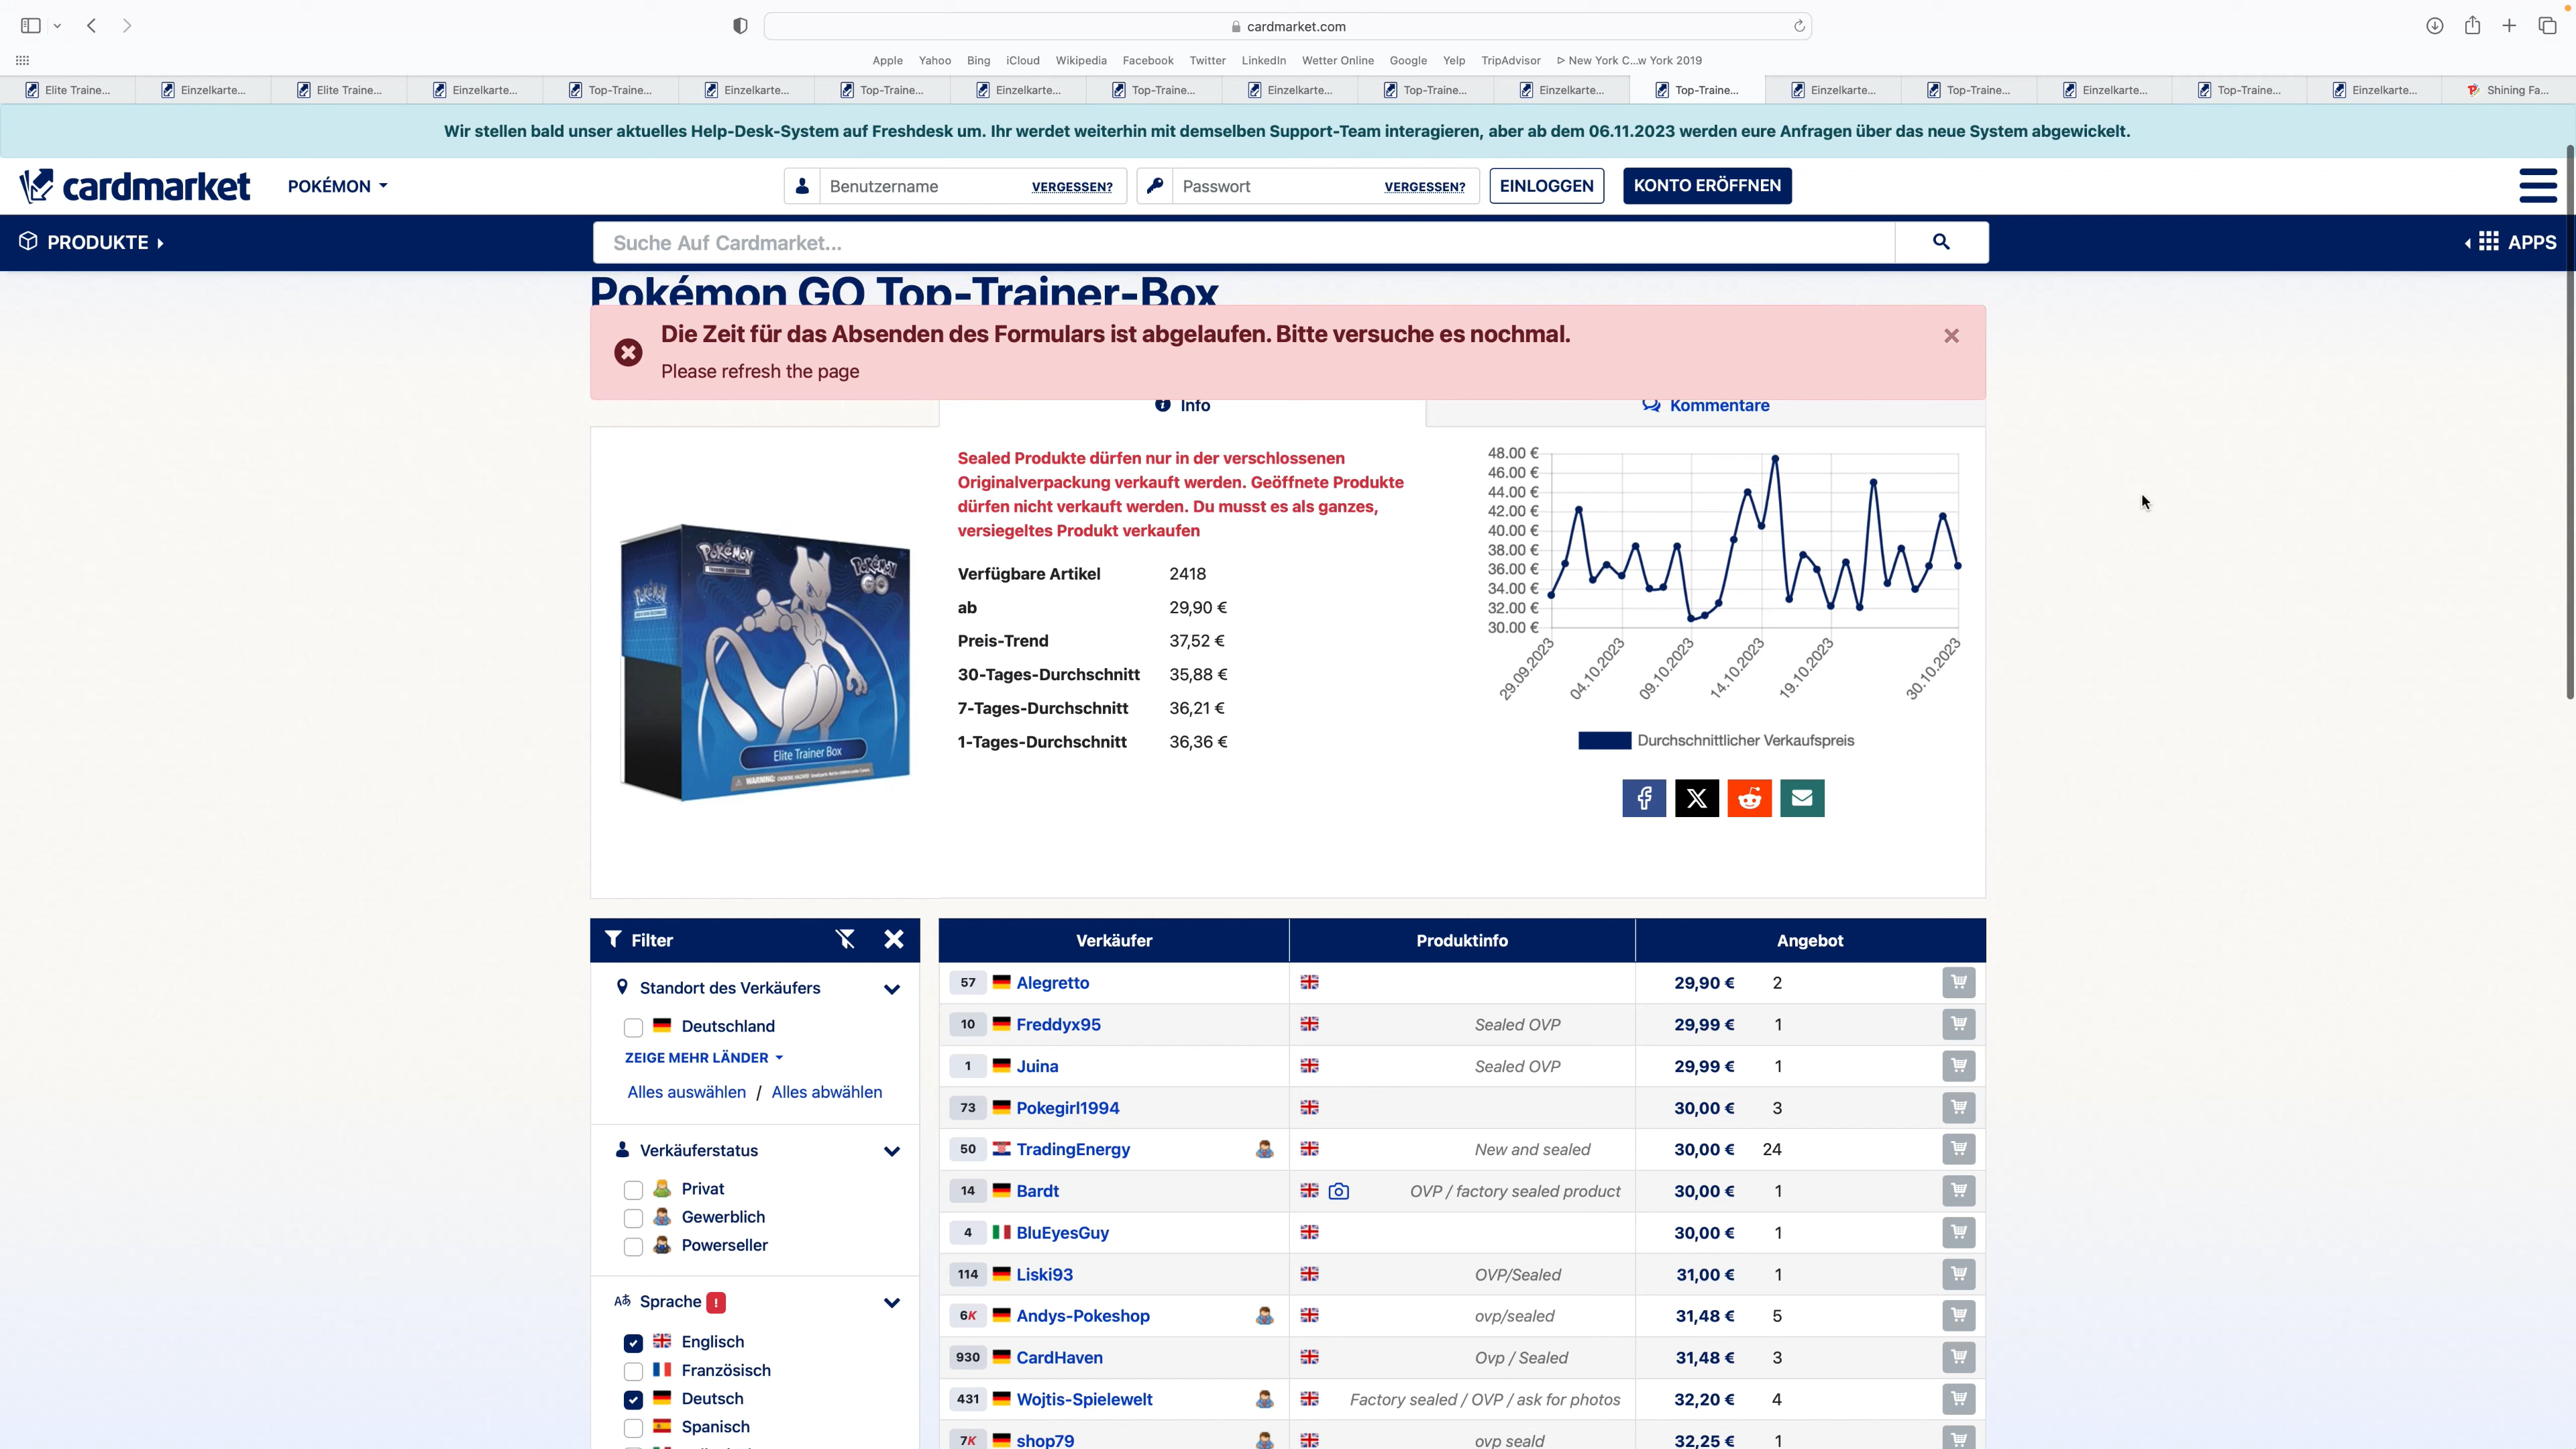 cardmarket.com
Apple Yahoo Bing iCloud Wikipedia Facebook Twitter LinkedIn Wetter Online Google Yelp TripAdvisor New York C...w York 2019
Elite Traine... Einzelkarte... Elite Traine... Einzelkarte... Top-Traine... Einzelkarte... Top-Traine... Einzelkarte... Top-Traine... Einzelkarte... Top-Traine... Einzelkarte... Top-Traine... Einzelkarte... Top-Traine... Einzelkarte... Top-Traine... Einzelkarte... Shining Fa...
Wir stellen bald unser aktuelles Help-Desk-System auf Freshdesk um. Ihr werdet weiterhin mit demselben Support-Team interagieren, aber ab dem 06.11.2023 werden eure Anfragen über das neue System abgewickelt.
cardmarket POKÉMON Benutzername VERGESSEN? Passwort VERGESSEN? EINLOGGEN KONTO ERÖFFNEN
PRODUKTE Suche Auf Cardmarket... APPS
Pokémon GO Top-Trainer-Box
Die Zeit für das Absenden des Formulars ist abgelaufen. Bitte versuche es nochmal.
Please refresh the page
Info Kommentare
Sealed Produkte dürfen nur in der verschlossenen
Originalverpackung verkauft werden. Geöffnete Produkte
dürfen nicht verkauft werden. Du musst es als ganzes,
versiegeltes Produkt verkaufen
Verfügbare Artikel 2418
ab 29,90 €
Preis-Trend 37,52 €
30-Tages-Durchschnitt 35,88 €
7-Tages-Durchschnitt 36,21 €
1-Tages-Durchschnitt 36,36 €
Pokémon
Pokémon GO
Pokémon
Elite Trainer Box
48.00 €
46.00 €
44.00 €
42.00 €
40.00 €
38.00 €
36.00 €
34.00 €
32.00 €
30.00 €
29.09.2023 04.10.2023 09.10.2023 14.10.2023 19.10.2023 30.10.2023
Durchschnittlicher Verkaufspreis
Filter
Standort des Verkäufers
Deutschland
ZEIGE MEHR LÄNDER
Alles auswählen / Alles abwählen
Verkäuferstatus
Privat
Gewerblich
Powerseller
Sprache !
Englisch
Französisch
Deutsch
Spanisch
Verkäufer Produktinfo Angebot
57 Alegretto 29,90 € 2
10 Freddyx95 Sealed OVP 29,99 € 1
1 Juina Sealed OVP 29,99 € 1
73 Pokegirl1994 30,00 € 3
50 TradingEnergy New and sealed 30,00 € 24
14 Bardt OVP / factory sealed product 30,00 € 1
4 BluEyesGuy 30,00 € 1
114 Liski93 OVP/Sealed 31,00 € 1
6K Andys-Pokeshop ovp/sealed 31,48 € 5
930 CardHaven Ovp / Sealed 31,48 € 3
431 Wojtis-Spielewelt Factory sealed / OVP / ask for photos 32,20 € 4
7K shop79 ovp seald 32,25 € 1